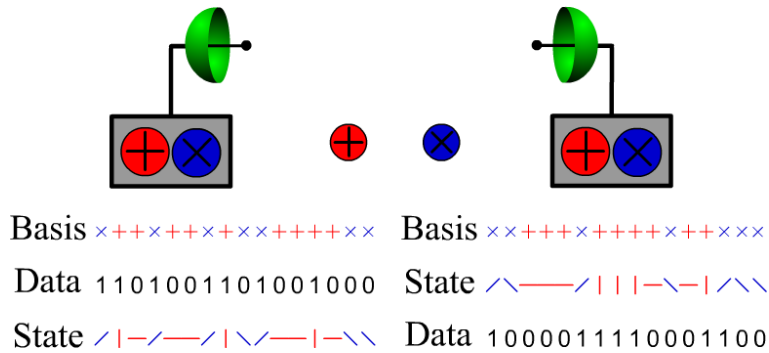 Basis ×++×++×+××++++××
Data 1101001101001000
State /|—/——/|\/——|—\\
Basis ××+++×++++×++×××
State /\———/|||—\—|/\\
Data 1000011110001100